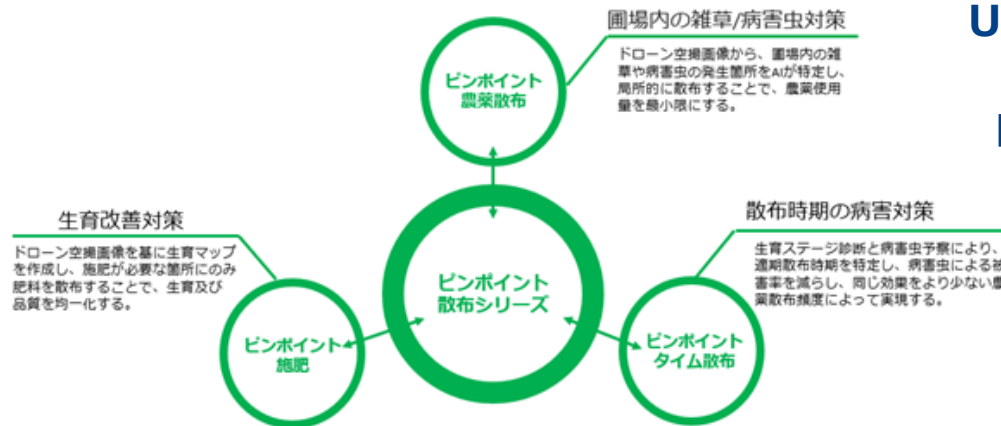 圃場内の雑草/病害虫対策
ドローン空撮画像から、圃場内の雑
草や病害虫の発生箇所をAIが特定し、
局所的に散布することで、農薬使用
量を最小限にする。
U
ピンポイント
農薬散布
生育改善対策
ドローン空撮画像を基に生育マップ
を作成し、施肥が必要な箇所にのみ
肥料を散布することで、生育及び
品質を均一化する。
ピンポイント
散布シリーズ
散布時期の病害対策
生育ステージ診断と病害虫予察により、
適期散布時期を特定し、病害虫による被
害率を減らし、同じ効果をより少ない農
薬散布頻度によって実現する。
ピンポイント
施肥
ピンポイント
タイム散布